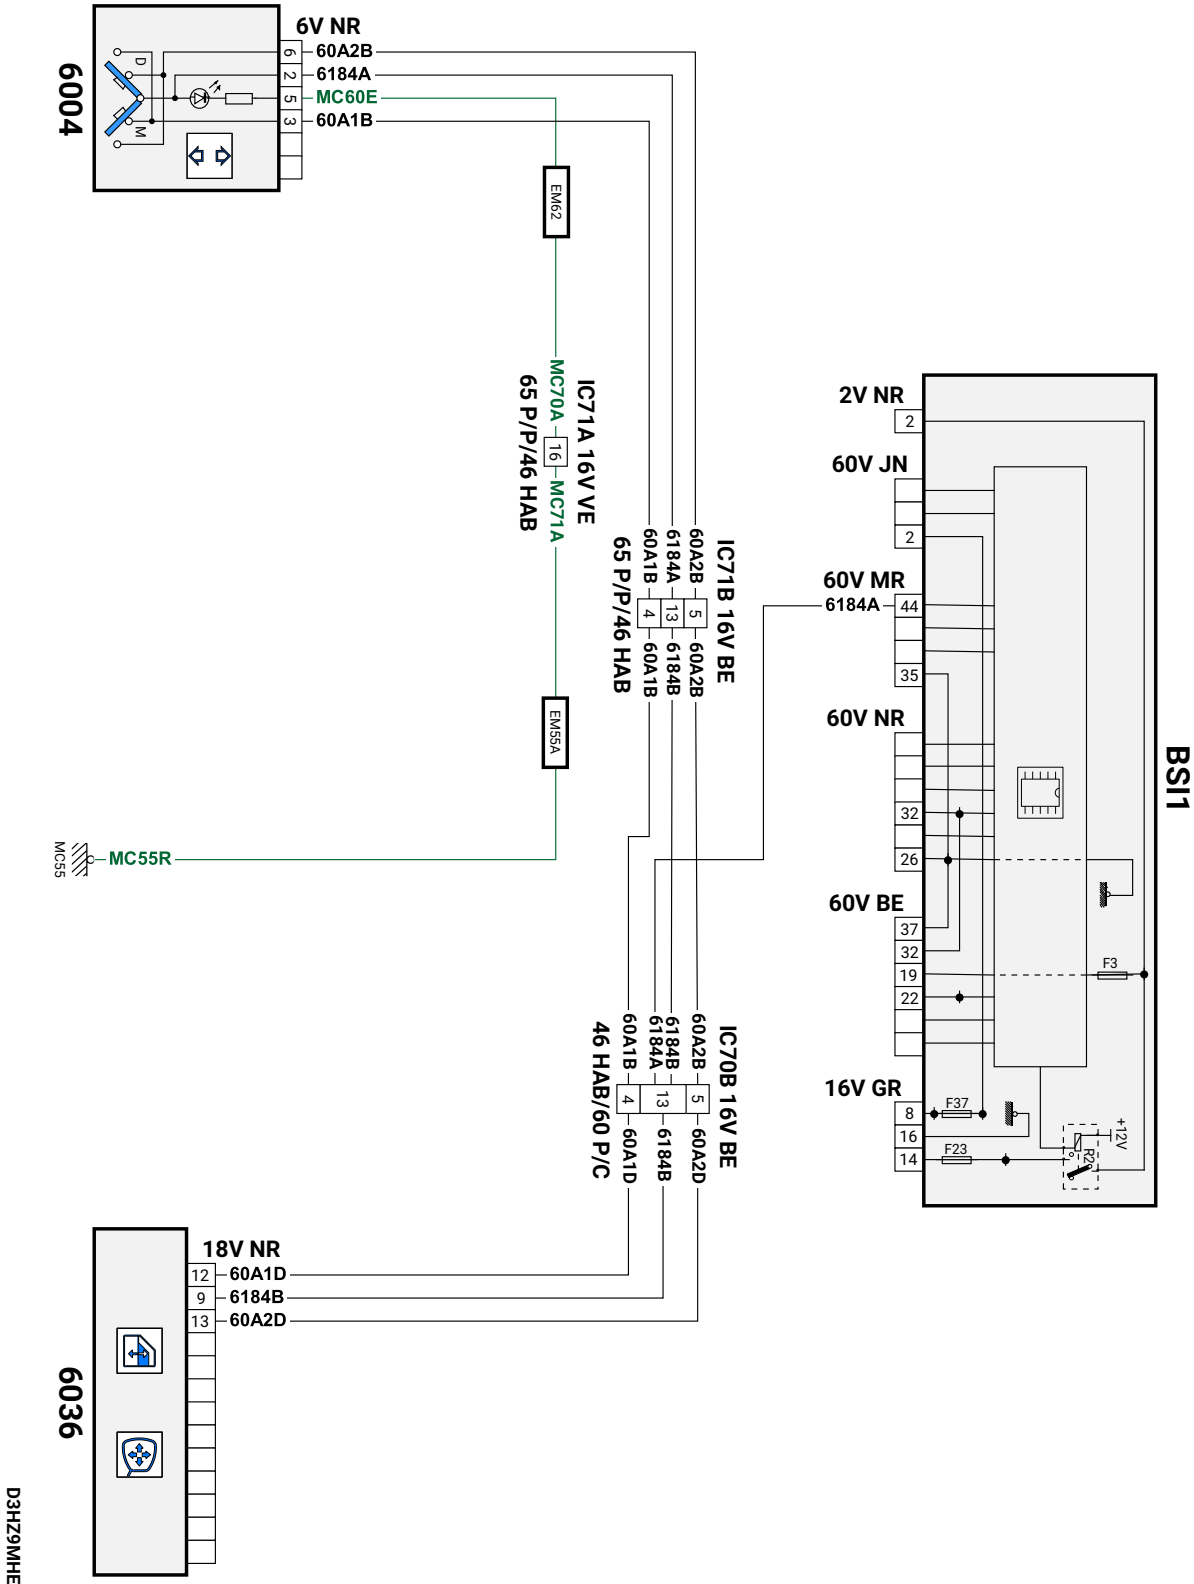 6V NR
6 60A2B
2 6184A
5 MC60E
3 60A1B
D
M
6004
EM62
MC70A 16 MC71A
IC71A 16V VE
65 P/P/46 HAB
EM55A
MC55R
MC55
IC71B 16V BE
60A2B 5 60A2B
6184A 13 6184B
60A1B 4 60A1B
65 P/P/46 HAB
BSI1
2V NR
2
60V JN
2
60V MR
6184A 44
35
60V NR
32
26
60V BE
37
32
19
22
F3
16V GR
8 F37
16
14 F23
+12V
R2
IC70B 16V BE
60A2B 5 60A2D
6184B
6184A 13 6184B
60A1B 4 60A1D
46 HAB/60 P/C
18V NR
12 60A1D
9 6184B
13 60A2D
6036
D3HZ9MHE